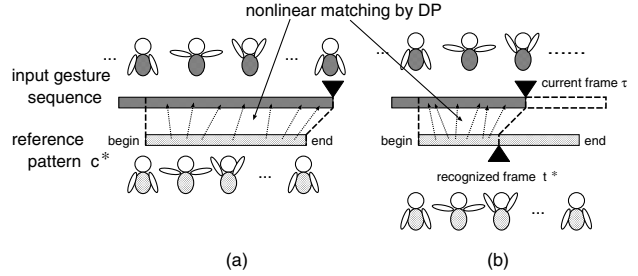 nonlinear matching by DP
... ...
... ......
input gesture
sequence
current frame τ
reference
pattern c*
begin
end
begin
end
recognized frame t *
...
...
(a)
(b)